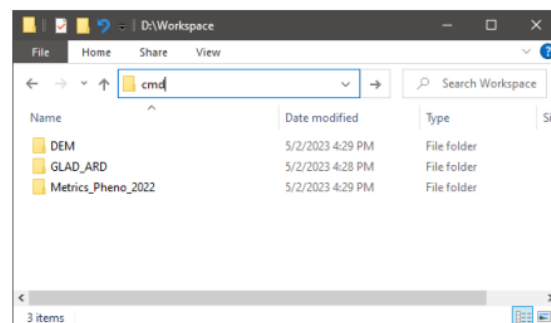 D:\Workspace
File Home Share View
cmd Search Workspace
Name Date modified Type
DEM 5/2/2023 4:29 PM File folder
GLAD_ARD 5/2/2023 4:28 PM File folder
Metrics_Pheno_2022 5/2/2023 4:29 PM File folder
3 items